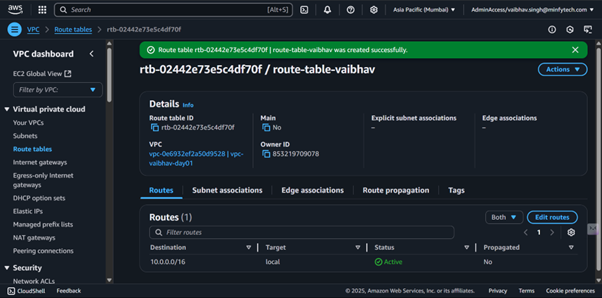 aws
Search
[Alt+S]
Asia Pacific (Mumbai)
AdminAccess/vaibhav.singh@minfytech.com
VPC > Route tables > rtb-02442e73e5c4df70f
VPC dashboard
EC2 Global View
Filter by VPC:
Virtual private cloud
Your VPCs
Subnets
Route tables
Internet gateways
Egress-only Internet
gateways
DHCP option sets
Elastic IPs
Managed prefix lists
NAT gateways
Peering connections
Security
Network ACLs
Route table rtb-02442e73e5c4df70f | route-table-vaibhav was created successfully.
rtb-02442e73e5c4df70f / route-table-vaibhav
Actions
Details Info
Route table ID
rtb-02442e73e5c4df70f
Main
No
Explicit subnet associations
–
Edge associations
–
VPC
vpc-0e6932ef2a50d9528 | vpc-
vaibhav-day01
Owner ID
853219709078
Routes
Subnet associations
Edge associations
Route propagation
Tags
Routes (1)
Both
Edit routes
Filter routes
1
Destination
Target
Status
Propagated
10.0.0.0/16
local
Active
No
CloudShell
Feedback
© 2025, Amazon Web Services, Inc. or its affiliates.
Privacy
Terms
Cookie preferences